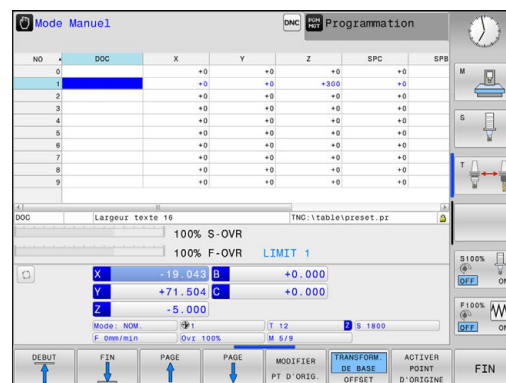 Mode Manuel DNC PGM MGT Programmation
NO DOC X Y Z SPC SPB
0 +0 +0 +0 +0
1 +0 +0 +300 +0
2 +0 +0 +0 +0
3 +0 +0 +0 +0
4 +0 +0 +0 +0
5 +0 +0 +0 +0
6 +0 +0 +0 +0
7 +0 +0 +0 +0
8 +0 +0 +0 +0
9 +0 +0 +0 +0
DOC Largeur texte 16 TNC:\table\preset.pr
100% S-OVR
100% F-OVR LIMIT 1
X -19.043 B +0.000
Y +71.504 C +0.000
Z -5.000
Mode: NOM. 1 T 12 Z S 1800
F 0mm/min Ovr 100% M 5/9
M
S
T
S100%
OFF ON
F100%
OFF ON
DEBUT
FIN
PAGE
PAGE
MODIFIER PT D'ORIG.
TRANSFORM. DE BASE OFFSET
ACTIVER POINT D'ORIGINE
FIN